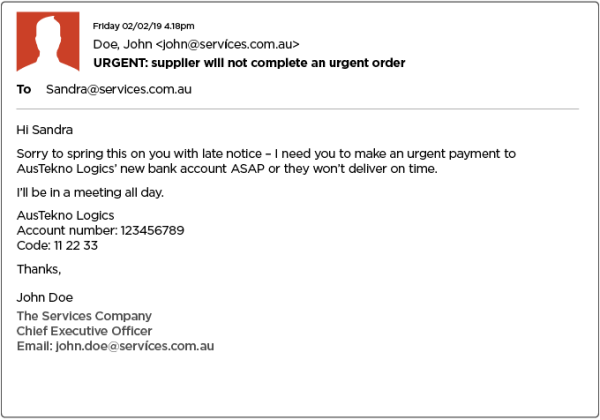 Friday 02/02/19 4.18pm
Doe, John <john@servíces.com.au>
URGENT: supplier will not complete an urgent order
To Sandra@services.com.au
Hi Sandra
Sorry to spring this on you with late notice – I need you to make an urgent payment to
AusTekno Logics’ new bank account ASAP or they won’t deliver on time.
I’ll be in a meeting all day.
AusTekno Logics
Account number: 123456789
Code: 11 22 33
Thanks,
John Doe
The Services Company
Chief Executive Officer
Email: john.doe@servíces.com.au